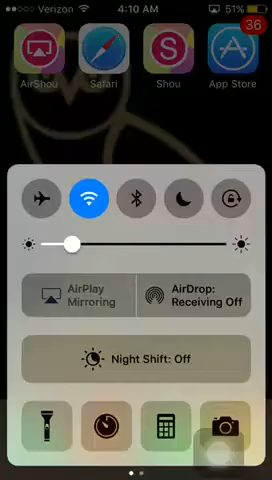 Verizon 4:10 AM 51%
36
AirShou Safari Shou App Store
AirPlay
Mirroring
AirDrop:
Receiving Off
Night Shift: Off